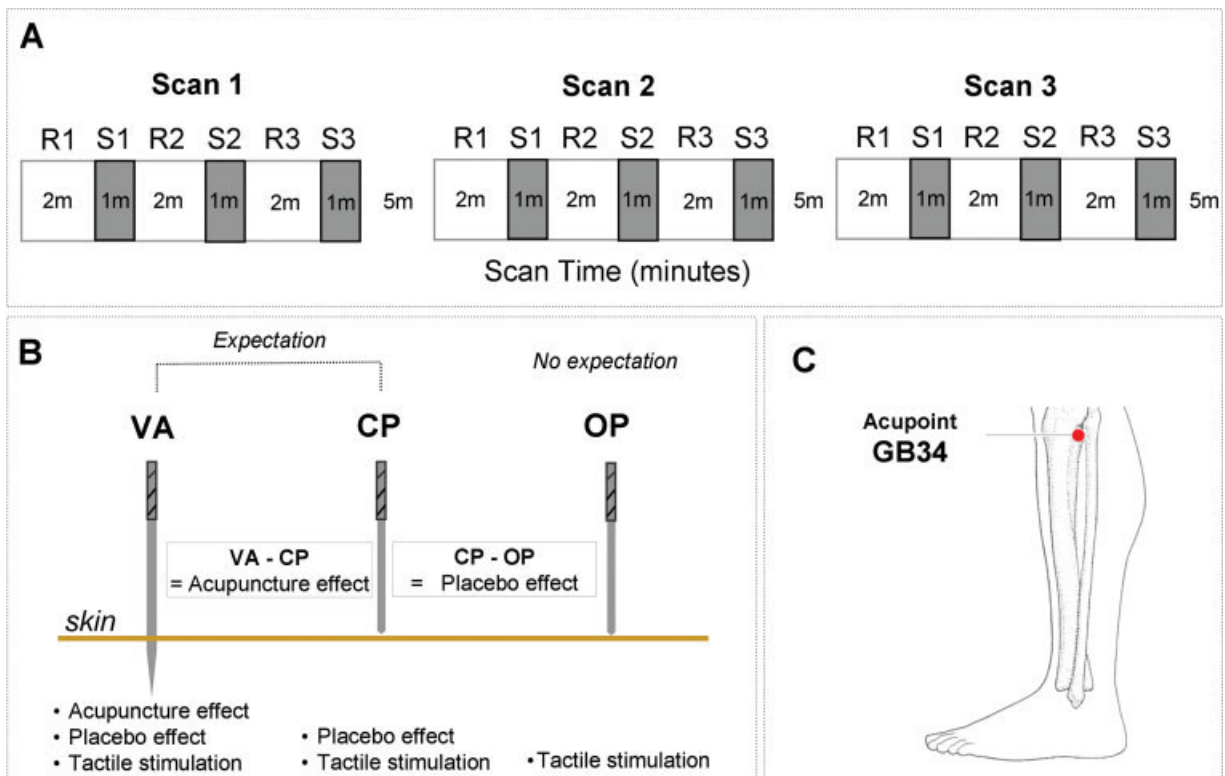 A
Scan 1
Scan 2
Scan 3
R1 S1 R2 S2 R3 S3
R1 S1 R2 S2 R3 S3
R1 S1 R2 S2 R3 S3
2m 1m 2m 1m 2m 1m 5m
2m 1m 2m 1m 2m 1m 5m
2m 1m 2m 1m 2m 1m 5m
Scan Time (minutes)
B
Expectation
No expectation
VA
CP
OP
VA - CP
= Acupuncture effect
CP - OP
= Placebo effect
skin
• Acupuncture effect
• Placebo effect
• Tactile stimulation
• Placebo effect
• Tactile stimulation
•Tactile stimulation
C
Acupoint
GB34